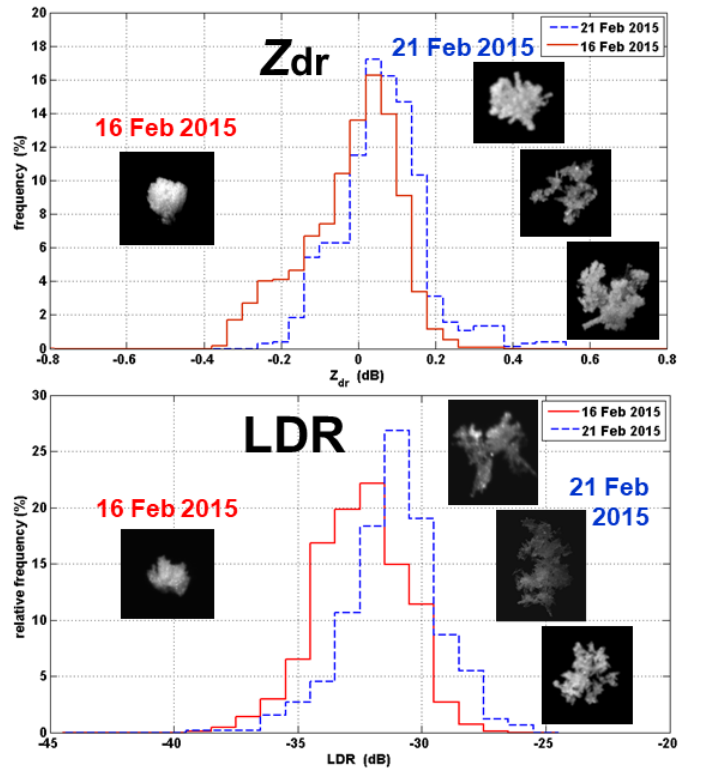 20
18
16
14
12
10
8
6
4
2
0
frequency (%)
Zdr
21 Feb 2015
16 Feb 2015
21 Feb 2015
16 Feb 2015
-0.8
-0.6
-0.4
-0.2
0
0.2
0.4
0.6
0.8
Zdr (dB)
30
25
20
15
10
5
0
relative frequency (%)
LDR
16 Feb 2015
21 Feb 2015
16 Feb 2015
21 Feb
2015
-45
-40
-35
-30
-25
-20
LDR (dB)